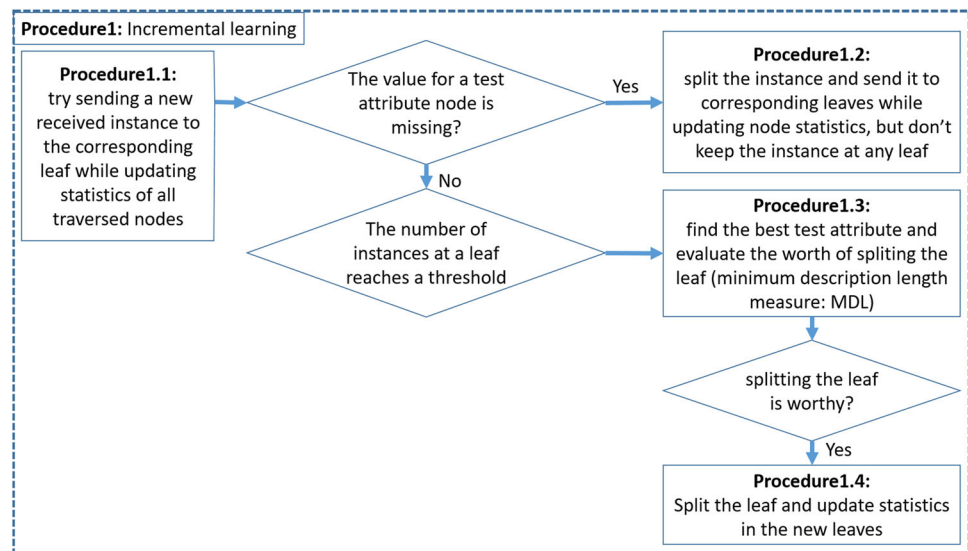 Procedure1: Incremental learning
Procedure1.1:
try sending a new
received instance to
the corresponding
leaf while updating
statistics of all
traversed nodes
The value for a test
attribute node is
missing?
Yes
Procedure1.2:
split the instance and send it to
corresponding leaves while
updating node statistics, but don’t
keep the instance at any leaf
No
The number of
instances at a leaf
reaches a threshold
Procedure1.3:
find the best test attribute and
evaluate the worth of spliting the
leaf (minimum description length
measure: MDL)
splitting the leaf
is worthy?
Yes
Procedure1.4:
Split the leaf and update statistics
in the new leaves